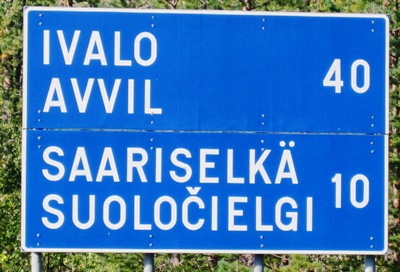 IVALO
AVVIL 40
SAARISELKÄ
SUOLOČIELGI 10